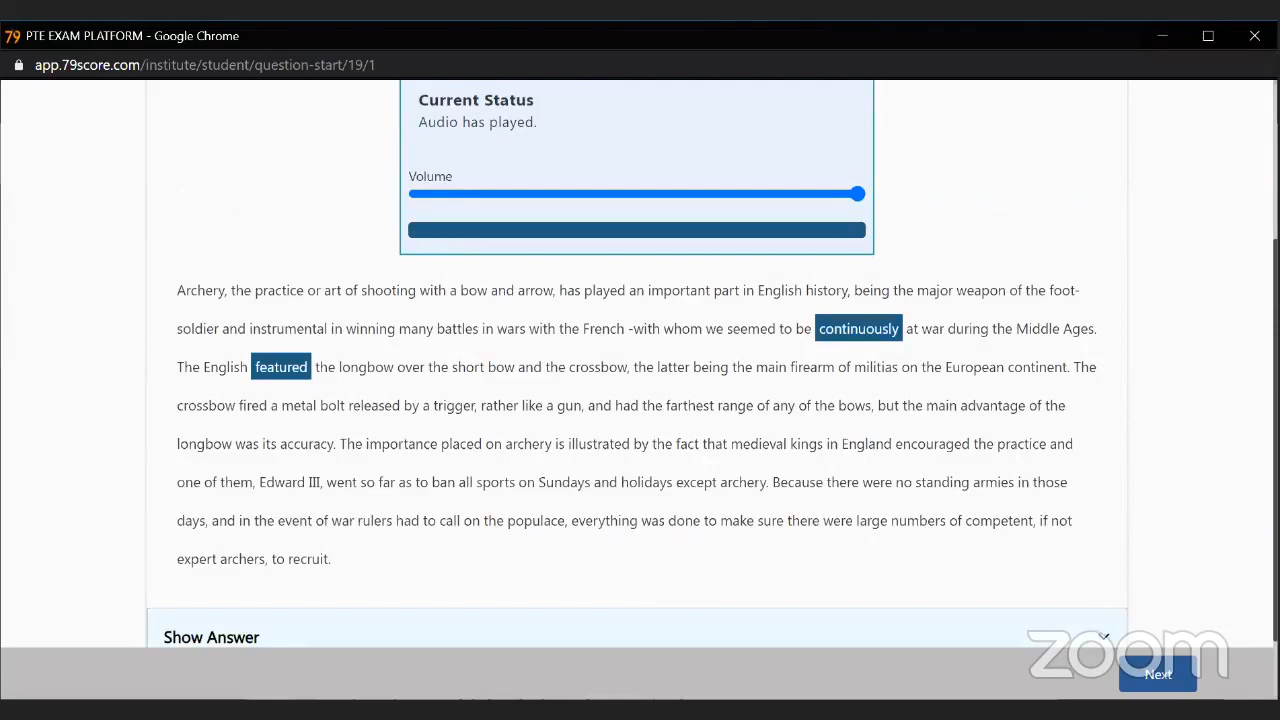 79 PTE EXAM PLATFORM - Google Chrome
app.79score.com/institute/student/question-start/19/1
Current Status
Audio has played.
Volume
Archery, the practice or art of shooting with a bow and arrow, has played an important part in English history, being the major weapon of the foot-
soldier and instrumental in winning many battles in wars with the French -with whom we seemed to be continuously at war during the Middle Ages.
The English featured the longbow over the short bow and the crossbow, the latter being the main firearm of militias on the European continent. The
crossbow fired a metal bolt released by a trigger, rather like a gun, and had the farthest range of any of the bows, but the main advantage of the
longbow was its accuracy. The importance placed on archery is illustrated by the fact that medieval kings in England encouraged the practice and
one of them, Edward III, went so far as to ban all sports on Sundays and holidays except archery. Because there were no standing armies in those
days, and in the event of war rulers had to call on the populace, everything was done to make sure there were large numbers of competent, if not
expert archers, to recruit.
Show Answer
zoom
Next